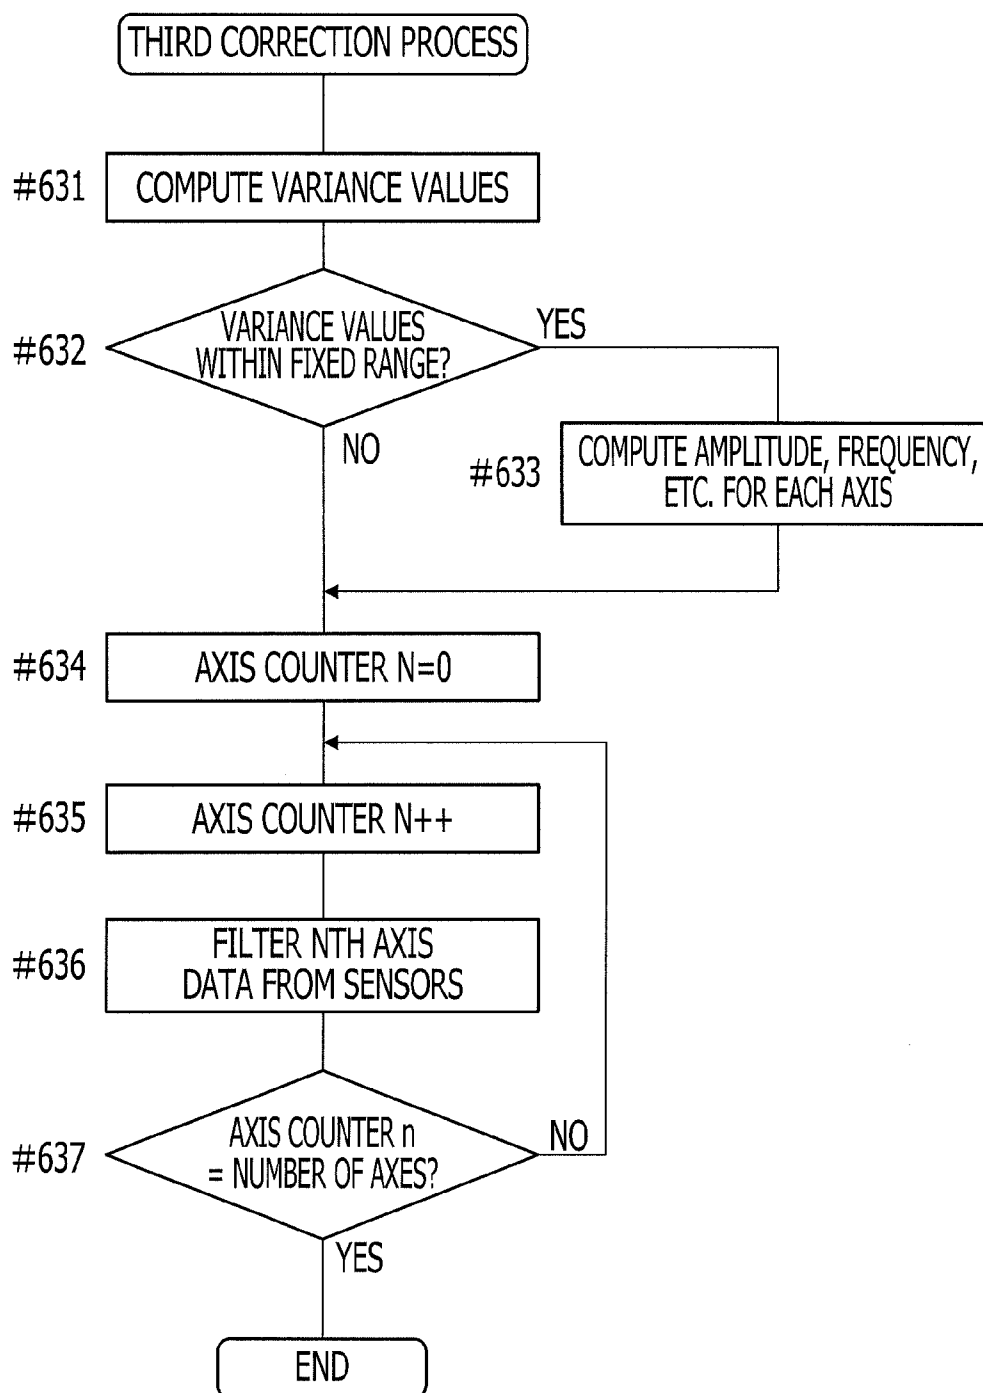 THIRD CORRECTION PROCESS
#631
COMPUTE VARIANCE VALUES
#632
VARIANCE VALUES
WITHIN FIXED RANGE?
YES
NO
#633
COMPUTE AMPLITUDE, FREQUENCY,
ETC. FOR EACH AXIS
#634
AXIS COUNTER N=0
#635
AXIS COUNTER N++
#636
FILTER NTH AXIS
DATA FROM SENSORS
#637
AXIS COUNTER n
= NUMBER OF AXES?
NO
YES
END